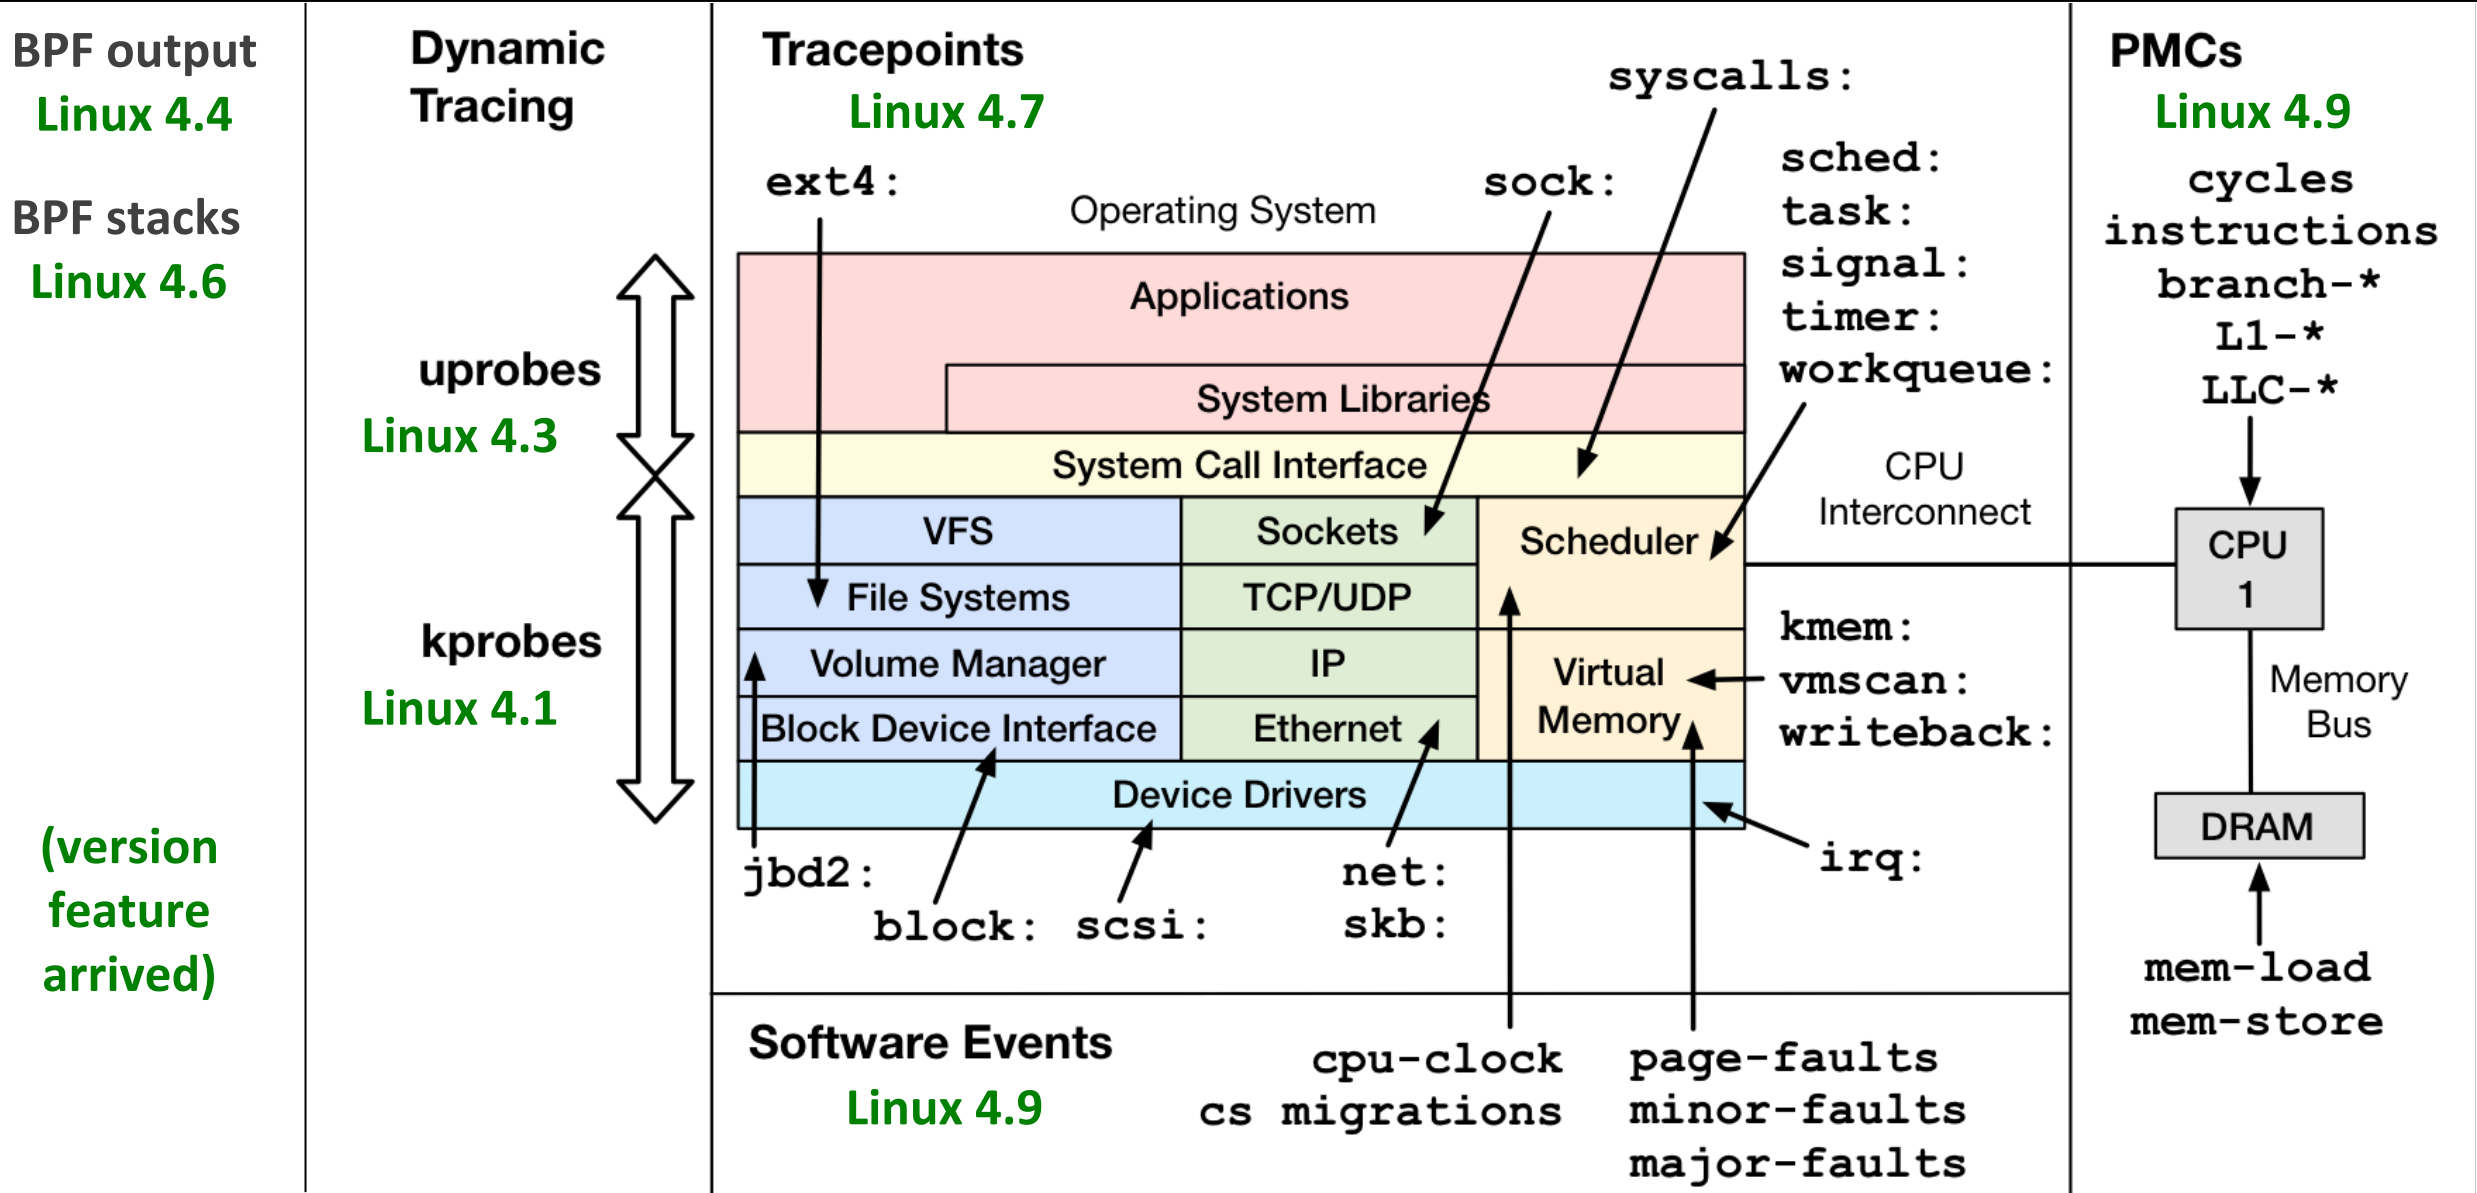 BPF output
Linux 4.4
BPF stacks
Linux 4.6
(version
feature
arrived)
Dynamic
Tracing
uprobes
Linux 4.3
kprobes
Linux 4.1
Tracepoints
Linux 4.7
syscalls:
ext4:
Operating System
sock:
sched:
task:
signal:
timer:
workqueue:
Applications
System Libraries
System Call Interface
VFS
Sockets
Scheduler
File Systems
TCP/UDP
Volume Manager
IP
Virtual
Memory
Block Device Interface
Ethernet
Device Drivers
CPU
Interconnect
kmem:
vmscan:
writeback:
irq:
jbd2:
block:
scsi:
net:
skb:
Software Events
Linux 4.9
cpu-clock
cs migrations
page-faults
minor-faults
major-faults
PMCs
Linux 4.9
cycles
instructions
branch-*
L1-*
LLC-*
CPU
1
Memory
Bus
DRAM
mem-load
mem-store